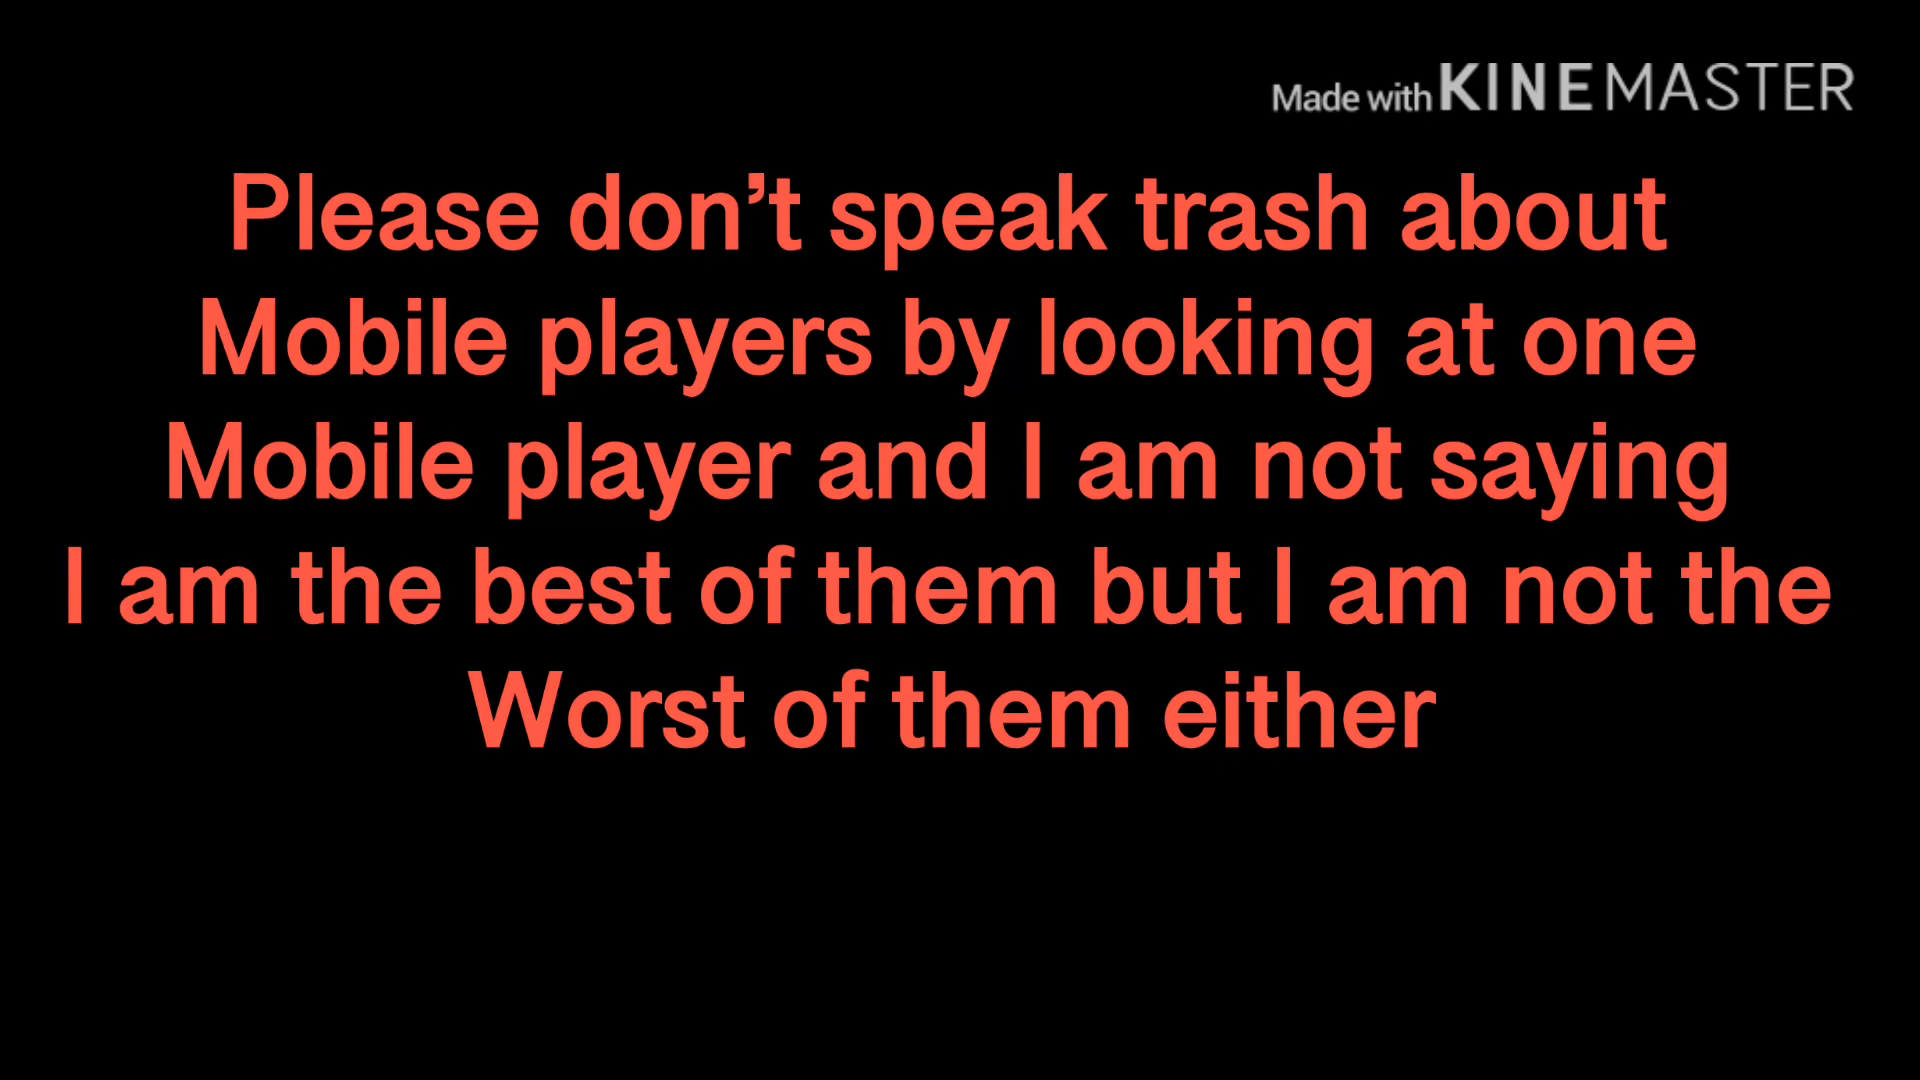 Made with KINEMASTER
Please don’t speak trash about
Mobile players by looking at one
Mobile player and I am not saying
I am the best of them but I am not the
Worst of them either